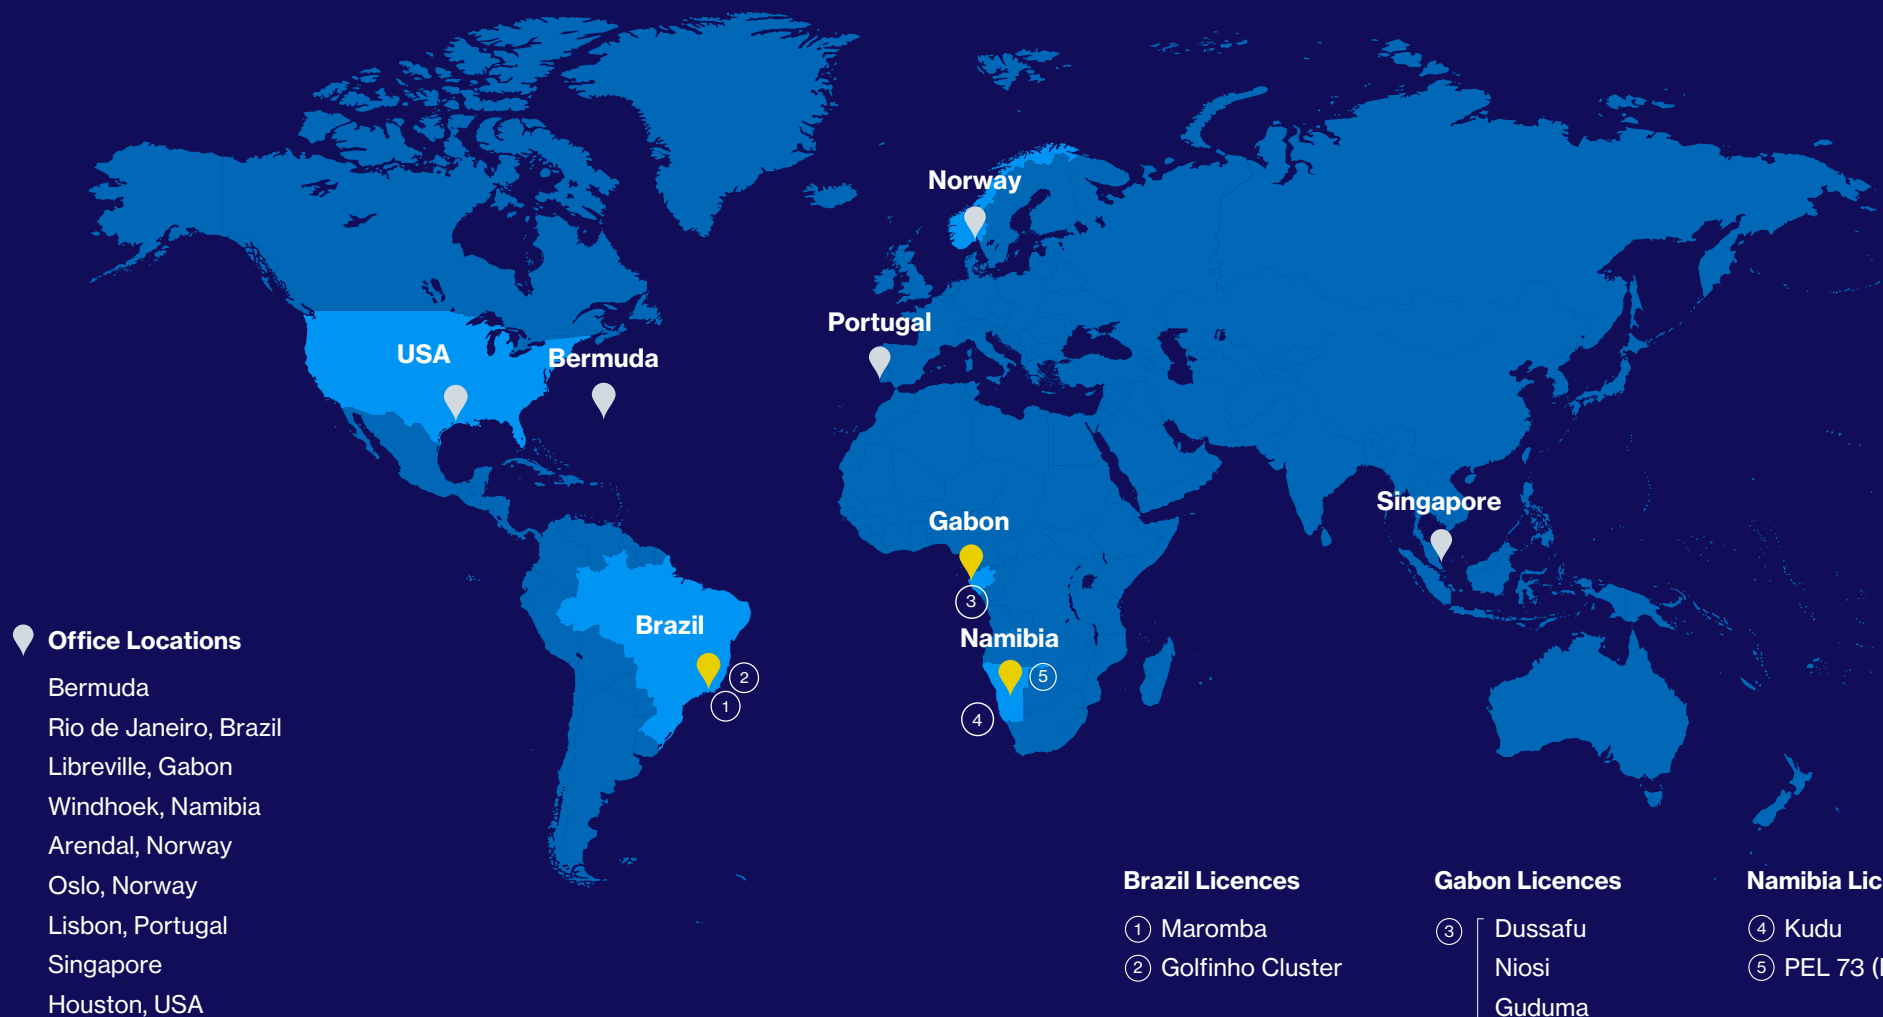 Norway
Portugal
USA
Bermuda
Singapore
Gabon
3
Brazil
Namibia
2
5
1
4
Office Locations
Bermuda
Rio de Janeiro, Brazil
Libreville, Gabon
Windhoek, Namibia
Arendal, Norway
Oslo, Norway
Lisbon, Portugal
Singapore
Houston, USA
Brazil Licences
1 Maromba
2 Golfinho Cluster
Gabon Licences
3 Dussafu
Niosi
Guduma
Namibia
4 Kudu
5 PEL 73